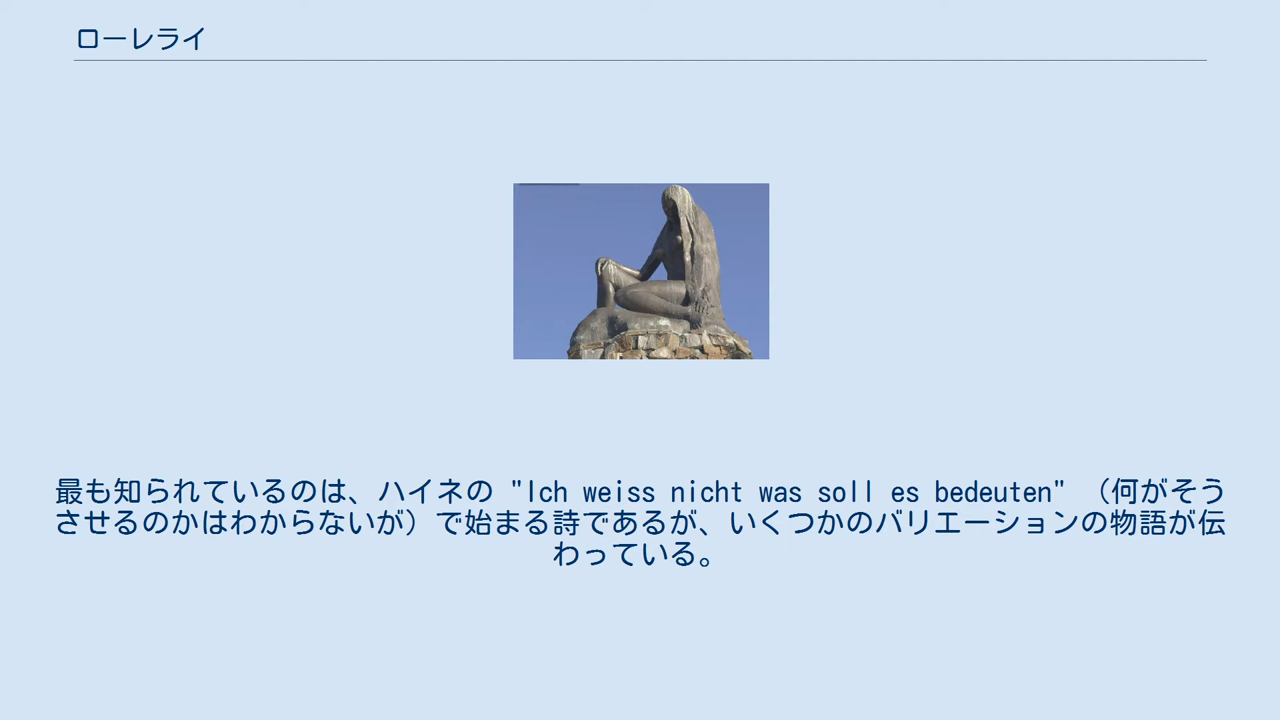 ローレライ
最も知られているのは、ハイネの "Ich weiss nicht was soll es bedeuten" （何がそう
させるのかはわからないが）で始まる詩であるが、いくつかのバリエーションの物語が伝
わっている。